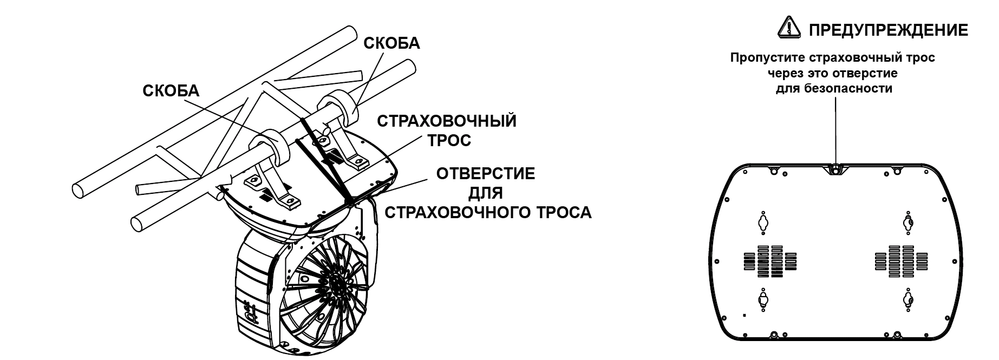 СКОБА
СКОБА
СТРАХОВОЧНЫЙ
ТРОС
ОТВЕРСТИЕ
ДЛЯ
СТРАХОВОЧНОГО ТРОСА
ПРЕДУПРЕЖДЕНИЕ
Пропустите страховочный трос
через это отверстие
для безопасности